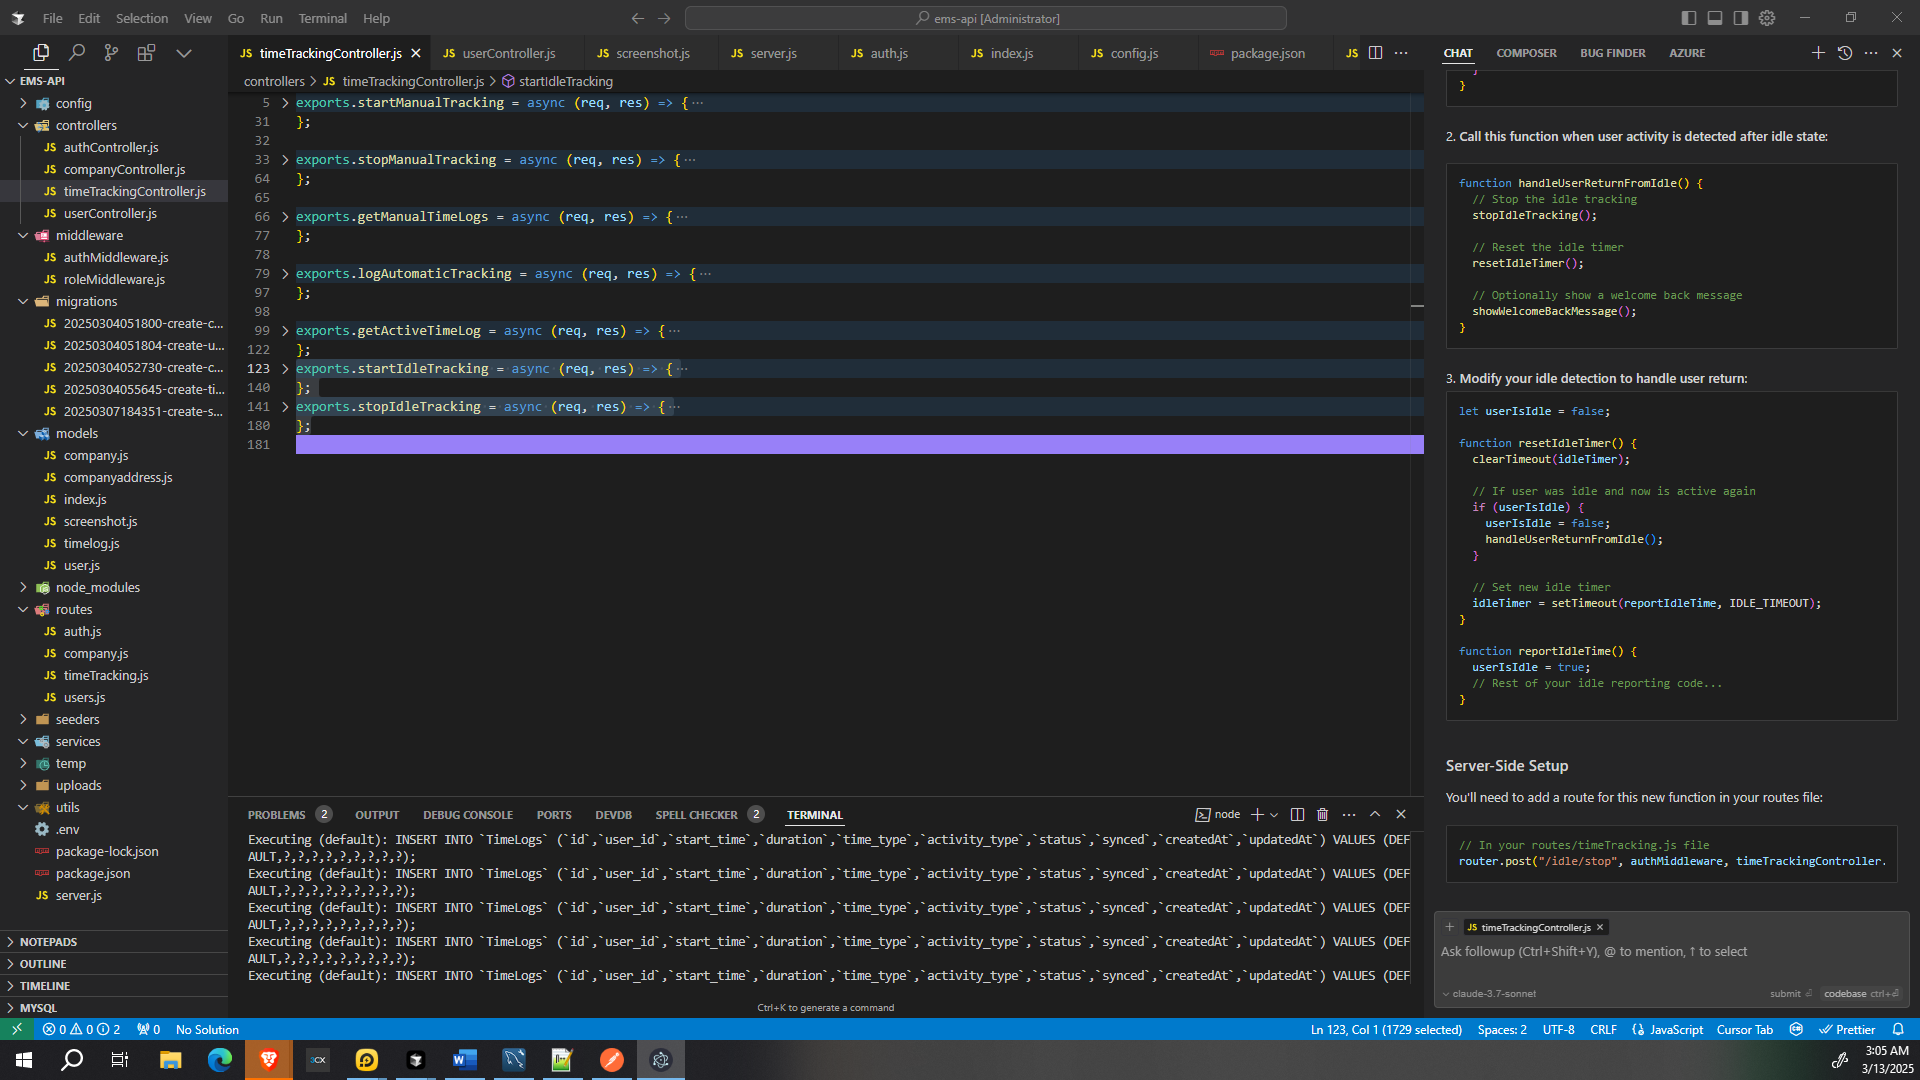 File Edit Selection View Go Run Terminal Help
ems-api [Administrator]
EMS-API
config
controllers
JS authController.js
JS companyController.js
JS timeTrackingController.js
JS userController.js
middleware
JS authMiddleware.js
JS roleMiddleware.js
migrations
JS 20250304051800-create-c...
JS 20250304051804-create-u...
JS 20250304052730-create-c...
JS 20250304055645-create-ti...
JS 20250307184351-create-s...
models
JS company.js
JS companyaddress.js
JS index.js
JS screenshot.js
JS timelog.js
JS user.js
node_modules
routes
JS auth.js
JS company.js
JS timeTracking.js
JS users.js
seeders
services
temp
uploads
utils
.env
package-lock.json
package.json
JS server.js
NOTEPADS
OUTLINE
TIMELINE
MYSQL
JS timeTrackingController.js JS userController.js JS screenshot.js JS server.js JS auth.js JS index.js JS config.js package.json JS
controllers > JS timeTrackingController.js > startIdleTracking
5 exports.startManualTracking = async (req, res) => { ...
31 };
32
33 exports.stopManualTracking = async (req, res) => { ...
64 };
65
66 exports.getManualTimeLogs = async (req, res) => { ...
77 };
78
79 exports.logAutomaticTracking = async (req, res) => { ...
97 };
98
99 exports.getActiveTimeLog = async (req, res) => { ...
122 };
123 exports.startIdleTracking = async (req, res) => { ...
140 };
141 exports.stopIdleTracking = async (req, res) => { ...
180 };
181
PROBLEMS 2 OUTPUT DEBUG CONSOLE PORTS DEVDB SPELL CHECKER 2 TERMINAL node
Executing (default): INSERT INTO `TimeLogs` (`id`,`user_id`,`start_time`,`duration`,`time_type`,`activity_type`,`status`,`synced`,`createdAt`,`updatedAt`) VALUES (DEF
AULT,?,?,?,?,?,?,?,?,?);
Executing (default): INSERT INTO `TimeLogs` (`id`,`user_id`,`start_time`,`duration`,`time_type`,`activity_type`,`status`,`synced`,`createdAt`,`updatedAt`) VALUES (DEF
AULT,?,?,?,?,?,?,?,?,?);
Executing (default): INSERT INTO `TimeLogs` (`id`,`user_id`,`start_time`,`duration`,`time_type`,`activity_type`,`status`,`synced`,`createdAt`,`updatedAt`) VALUES (DEF
AULT,?,?,?,?,?,?,?,?,?);
Executing (default): INSERT INTO `TimeLogs` (`id`,`user_id`,`start_time`,`duration`,`time_type`,`activity_type`,`status`,`synced`,`createdAt`,`updatedAt`) VALUES (DEF
AULT,?,?,?,?,?,?,?,?,?);
Executing (default): INSERT INTO `TimeLogs` (`id`,`user_id`,`start_time`,`duration`,`time_type`,`activity_type`,`status`,`synced`,`createdAt`,`updatedAt`) VALUES (DEF
Ctrl+K to generate a command
CHAT COMPOSER BUG FINDER AZURE
}
2. Call this function when user activity is detected after idle state:
function handleUserReturnFromIdle() {
// Stop the idle tracking
stopIdleTracking();
// Reset the idle timer
resetIdleTimer();
// Optionally show a welcome back message
showWelcomeBackMessage();
}
3. Modify your idle detection to handle user return:
let userIsIdle = false;
function resetIdleTimer() {
clearTimeout(idleTimer);
// If user was idle and now is active again
if (userIsIdle) {
userIsIdle = false;
handleUserReturnFromIdle();
}
// Set new idle timer
idleTimer = setTimeout(reportIdleTime, IDLE_TIMEOUT);
}
function reportIdleTime() {
userIsIdle = true;
// Rest of your idle reporting code...
}
Server-Side Setup
You'll need to add a route for this new function in your routes file:
// In your routes/timeTracking.js file
router.post("/idle/stop", authMiddleware, timeTrackingController.
JS timeTrackingController.js
Ask followup (Ctrl+Shift+Y), @ to mention, ↑ to select
claude-3.7-sonnet submit codebase ctrl+
0 0 2 0 No Solution Ln 123, Col 1 (1729 selected) Spaces: 2 UTF-8 CRLF JavaScript Cursor Tab Prettier
3CX
3:05 AM
3/13/2025